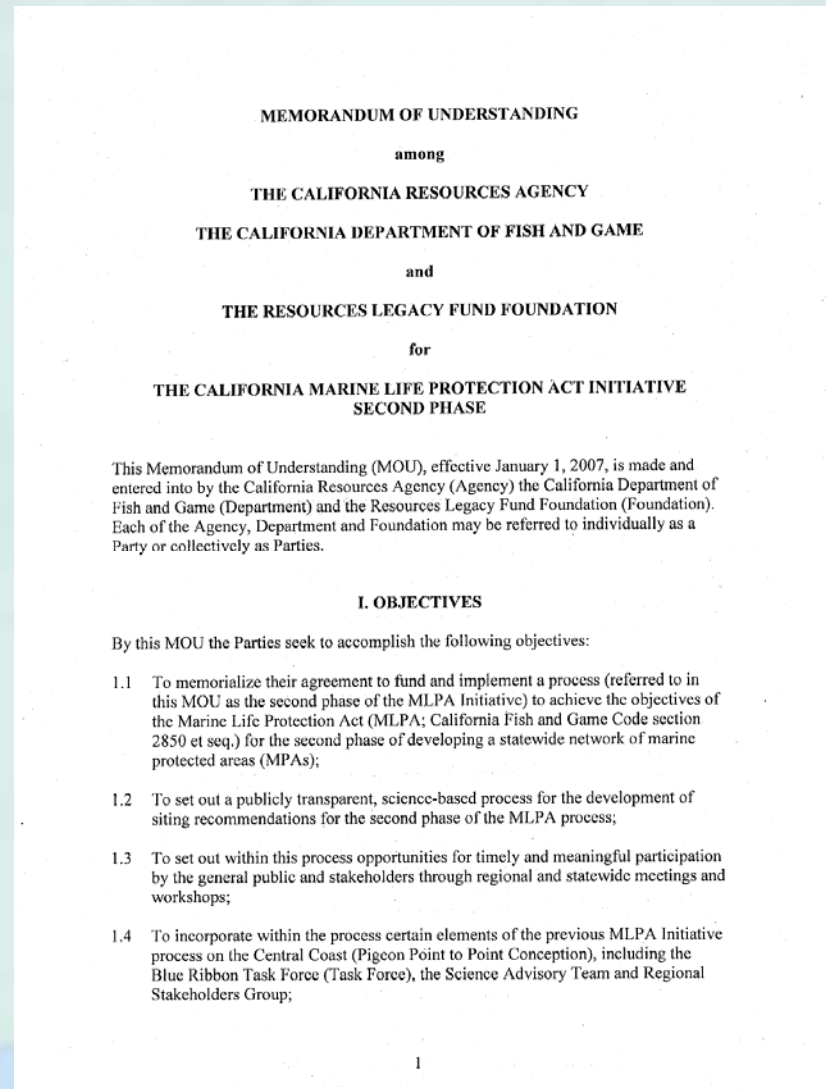 MEMORANDUM OF UNDERSTANDING
among
THE CALIFORNIA RESOURCES AGENCY
THE CALIFORNIA DEPARTMENT OF FISH AND GAME
and
THE RESOURCES LEGACY FUND FOUNDATION
for
THE CALIFORNIA MARINE LIFE PROTECTION ACT INITIATIVE
SECOND PHASE
This Memorandum of Understanding (MOU), effective January 1, 2007, is made and
entered into by the California Resources Agency (Agency) the California Department of
Fish and Game (Department) and the Resources Legacy Fund Foundation (Foundation).
Each of the Agency, Department and Foundation may be referred to individually as a
Party or collectively as Parties.
I. OBJECTIVES
By this MOU the Parties seek to accomplish the following objectives:
1.1 To memorialize their agreement to fund and implement a process (referred to in
this MOU as the second phase of the MLPA Initiative) to achieve the objectives of
the Marine Life Protection Act (MLPA; California Fish and Game Code section
2850 et seq.) for the second phase of developing a statewide network of marine
protected areas (MPAs);
1.2 To set out a publicly transparent, science-based process for the development of
siting recommendations for the second phase of the MLPA process;
1.3 To set out within this process opportunities for timely and meaningful participation
by the general public and stakeholders through regional and statewide meetings and
workshops;
1.4 To incorporate within the process certain elements of the previous MLPA Initiative
process on the Central Coast (Pigeon Point to Point Conception), including the
Blue Ribbon Task Force (Task Force), the Science Advisory Team and Regional
Stakeholders Group;
1